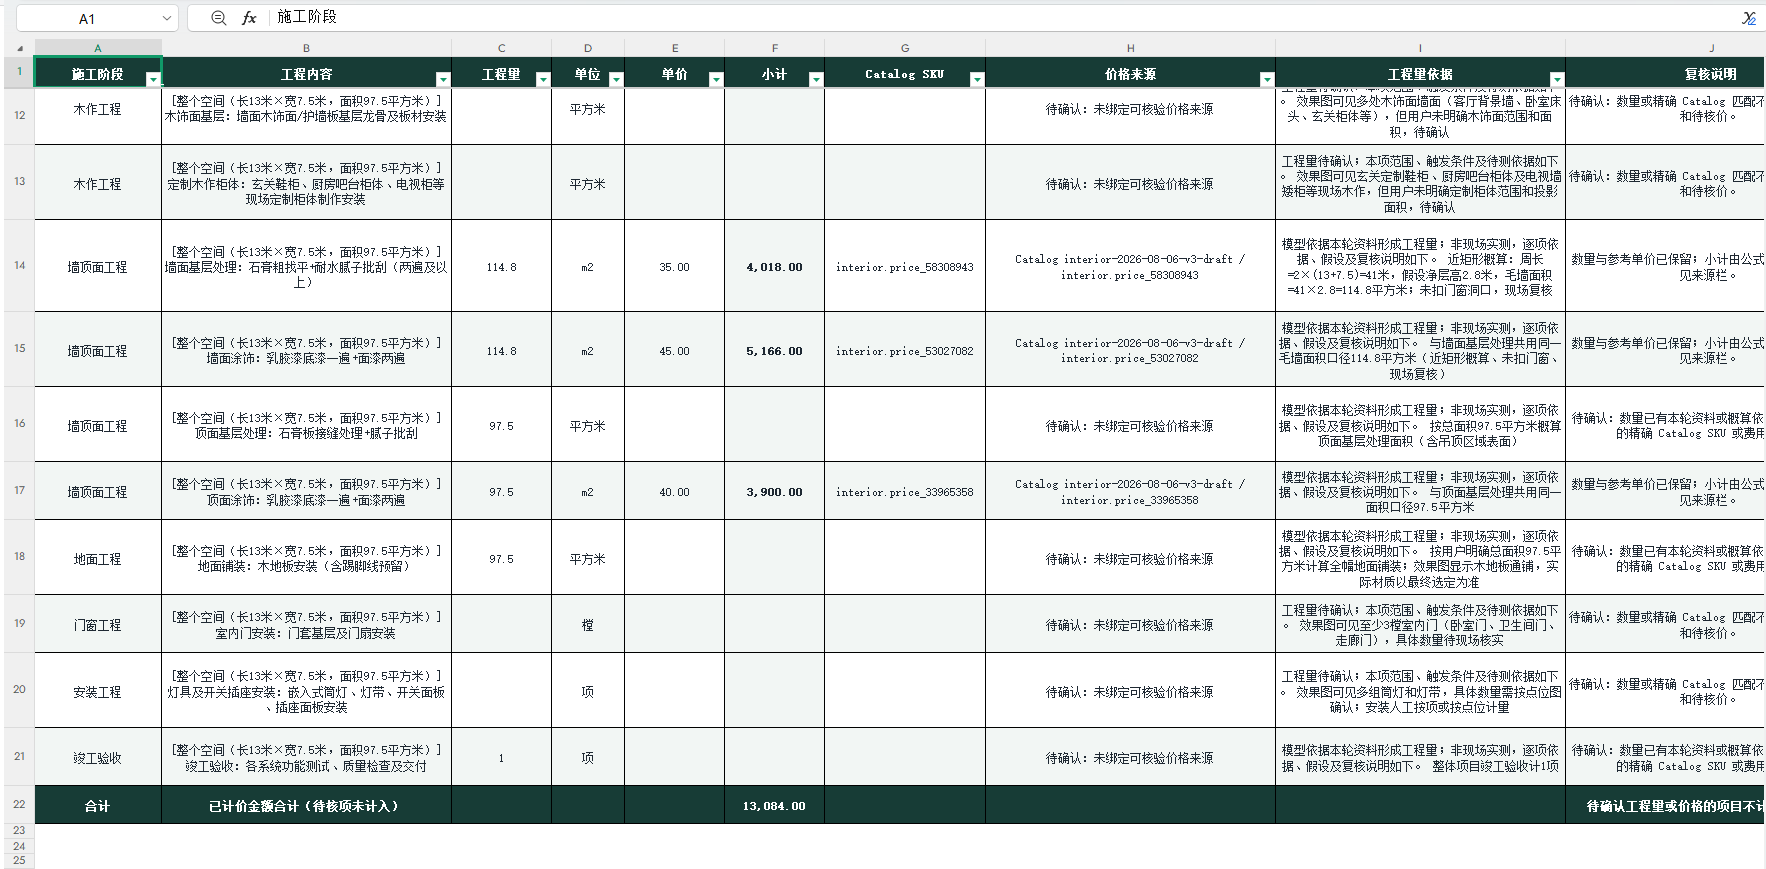 A1
fx
施工阶段
A B C D E F G H I J
1
施工阶段
工程内容
工程量
单位
单价
小计
Catalog SKU
价格来源
工程量依据
复核说明
12
木作工程
[整个空间（长13米×宽7.5米，面积97.5平方米）]
木饰面基层：墙面木饰面/护墙板基层龙骨及板材安装
平方米
待确认：未绑定可核验价格来源
。 效果图可见多处木饰面墙面（客厅背景墙、卧室床
头、玄关柜体等），但用户未明确木饰面范围和面
积，待确认
待确认：数量或精确 Catalog 匹配不
和待核价。
13
木作工程
[整个空间（长13米×宽7.5米，面积97.5平方米）]
定制木作柜体：玄关鞋柜、厨房吧台柜体、电视柜等
现场定制柜体制作安装
平方米
待确认：未绑定可核验价格来源
工程量待确认；本项范围、触发条件及待测依据如下
。 效果图可见玄关定制鞋柜、厨房吧台柜体及电视墙
矮柜等现场木作，但用户未明确定制柜体范围和投影
面积，待确认
待确认：数量或精确 Catalog 匹配不
和待核价。
14
墙顶面工程
[整个空间（长13米×宽7.5米，面积97.5平方米）]
墙面基层处理：石膏粗找平+耐水腻子批刮（两遍及以
上）
114.8
m2
35.00
4,018.00
interior.price_58308943
Catalog interior-2026-08-06-v3-draft /
interior.price_58308943
模型依据本轮资料形成工程量；非现场实测，逐项依
据、假设及复核说明如下。 近矩形概算：周长
=2×(13+7.5)=41米，假设净层高2.8米，毛墙面积
=41×2.8=114.8平方米；未扣门窗洞口，现场复核
数量与参考单价已保留；小计由公式
见来源栏。
15
墙顶面工程
[整个空间（长13米×宽7.5米，面积97.5平方米）]
墙面涂饰：乳胶漆底漆一遍+面漆两遍
114.8
m2
45.00
5,166.00
interior.price_53027082
Catalog interior-2026-08-06-v3-draft /
interior.price_53027082
模型依据本轮资料形成工程量；非现场实测，逐项依
据、假设及复核说明如下。 与墙面基层处理共用同一
毛墙面积口径114.8平方米（近矩形概算、未扣门窗、
现场复核）
数量与参考单价已保留；小计由公式
见来源栏。
16
墙顶面工程
[整个空间（长13米×宽7.5米，面积97.5平方米）]
顶面基层处理：石膏板接缝处理+腻子批刮
97.5
平方米
待确认：未绑定可核验价格来源
模型依据本轮资料形成工程量；非现场实测，逐项依
据、假设及复核说明如下。 按总面积97.5平方米概算
顶面基层处理面积（含吊顶区域表面）
待确认：数量已有本轮资料或概算依
的精确 Catalog SKU 或费用
17
墙顶面工程
[整个空间（长13米×宽7.5米，面积97.5平方米）]
顶面涂饰：乳胶漆底漆一遍+面漆两遍
97.5
m2
40.00
3,900.00
interior.price_33965358
Catalog interior-2026-08-06-v3-draft /
interior.price_33965358
模型依据本轮资料形成工程量；非现场实测，逐项依
据、假设及复核说明如下。 与顶面基层处理共用同一
面积口径97.5平方米
数量与参考单价已保留；小计由公式
见来源栏。
18
地面工程
[整个空间（长13米×宽7.5米，面积97.5平方米）]
地面铺装：木地板安装（含踢脚线预留）
97.5
平方米
待确认：未绑定可核验价格来源
模型依据本轮资料形成工程量；非现场实测，逐项依
据、假设及复核说明如下。 按用户明确总面积97.5平
方米计算全幅地面铺装；效果图显示木地板通铺，实
际材质以最终选定为准
待确认：数量已有本轮资料或概算依
的精确 Catalog SKU 或费用
19
门窗工程
[整个空间（长13米×宽7.5米，面积97.5平方米）]
室内门安装：门套基层及门扇安装
樘
待确认：未绑定可核验价格来源
工程量待确认；本项范围、触发条件及待测依据如下
。 效果图可见至少3樘室内门（卧室门、卫生间门、
走廊门），具体数量待现场核实
待确认：数量或精确 Catalog 匹配不
和待核价。
20
安装工程
[整个空间（长13米×宽7.5米，面积97.5平方米）]
灯具及开关插座安装：嵌入式筒灯、灯带、开关面板
、插座面板安装
项
待确认：未绑定可核验价格来源
工程量待确认；本项范围、触发条件及待测依据如下
。 效果图可见多组筒灯和灯带，具体数量需按点位图
确认；安装人工按项或按点位计量
待确认：数量或精确 Catalog 匹配不
和待核价。
21
竣工验收
[整个空间（长13米×宽7.5米，面积97.5平方米）]
竣工验收：各系统功能测试、质量检查及交付
1
项
待确认：未绑定可核验价格来源
模型依据本轮资料形成工程量；非现场实测，逐项依
据、假设及复核说明如下。 整体项目竣工验收计1项
待确认：数量已有本轮资料或概算依
的精确 Catalog SKU 或费用
22
合计
已计价金额合计（待核项未计入）
13,084.00
待确认工程量或价格的项目不
23
24
25